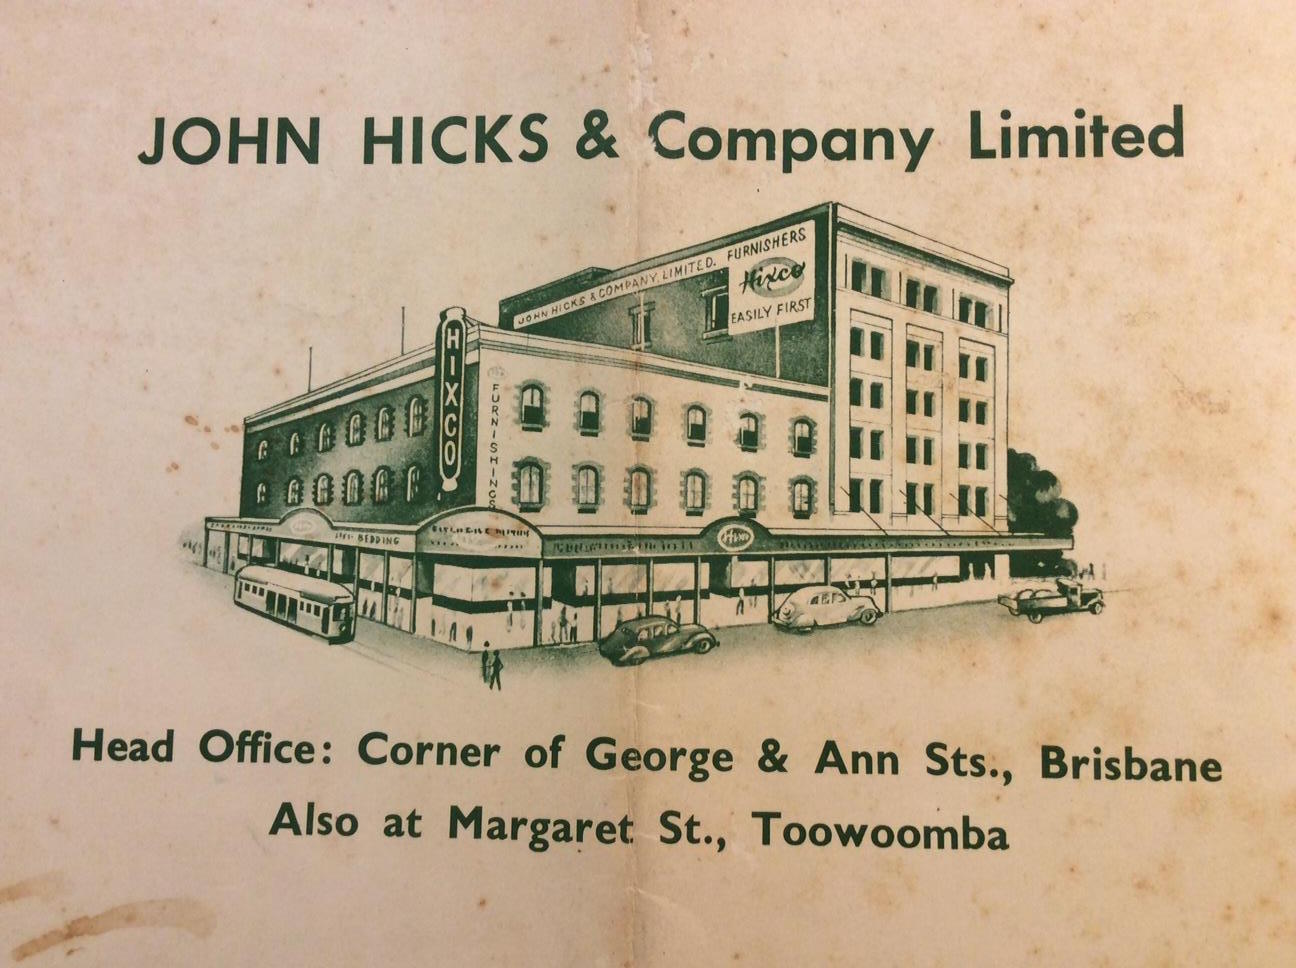 JOHN HICKS & Company Limited
JOHN HICKS & COMPANY, LIMITED. FURNISHERS
Hixco
EASILY FIRST
HIXCO
FURNISHINGS
BEDDING
Hixco
Head Office: Corner of George & Ann Sts., Brisbane
Also at Margaret St., Toowoomba